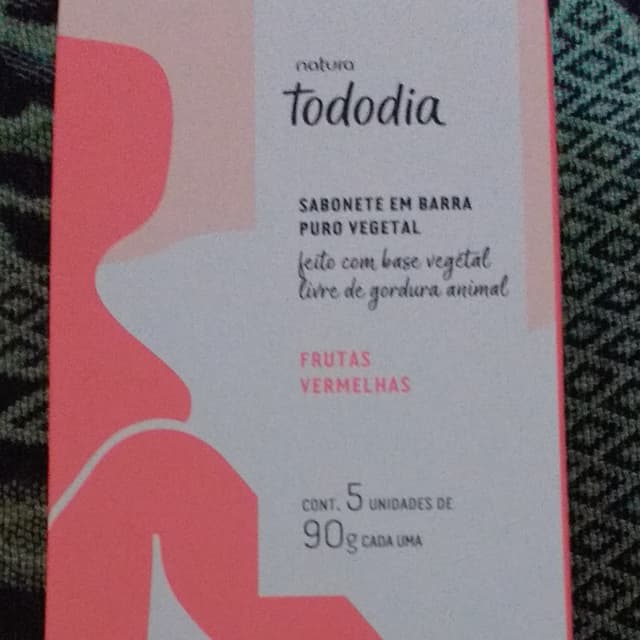 natura
tododia
SABONETE EM BARRA
PURO VEGETAL
feito com base vegetal
livre de gordura animal
FRUTAS
VERMELHAS
CONT. 5 UNIDADES DE
90g CADA UMA